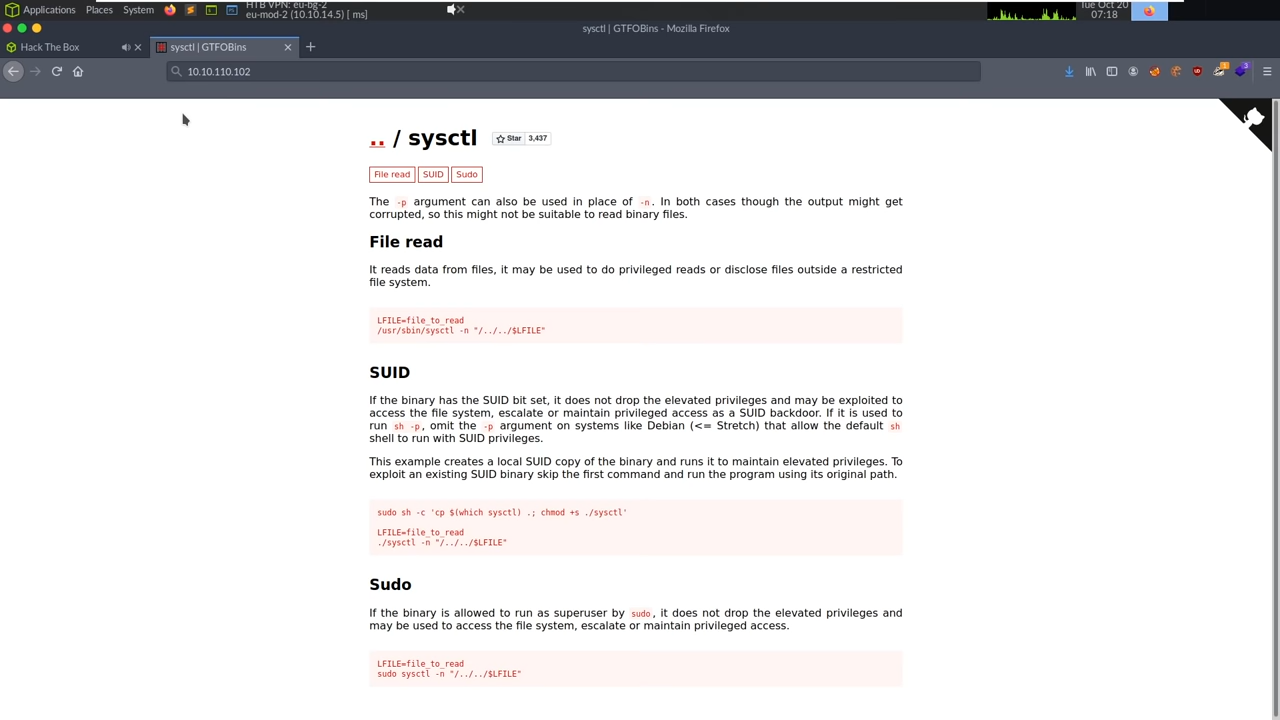 Applications Places System HTB VPN: eu-bg-2
eu-mod-2 (10.10.14.5) [ ms] Tue Oct 20
07:18
sysctl | GTFOBins - Mozilla Firefox
Hack The Box
sysctl | GTFOBins
10.10.110.102
.. / sysctl Star 3,437
File read SUID Sudo
The -p argument can also be used in place of -n. In both cases though the output might get
corrupted, so this might not be suitable to read binary files.
File read
It reads data from files, it may be used to do privileged reads or disclose files outside a restricted
file system.
LFILE=file_to_read
/usr/sbin/sysctl -n "/../../$LFILE"
SUID
If the binary has the SUID bit set, it does not drop the elevated privileges and may be exploited to
access the file system, escalate or maintain privileged access as a SUID backdoor. If it is used to
run sh -p, omit the -p argument on systems like Debian (<= Stretch) that allow the default sh
shell to run with SUID privileges.
This example creates a local SUID copy of the binary and runs it to maintain elevated privileges. To
exploit an existing SUID binary skip the first command and run the program using its original path.
sudo sh -c 'cp $(which sysctl) .; chmod +s ./sysctl'
LFILE=file_to_read
./sysctl -n "/../../$LFILE"
Sudo
If the binary is allowed to run as superuser by sudo, it does not drop the elevated privileges and
may be used to access the file system, escalate or maintain privileged access.
LFILE=file_to_read
sudo sysctl -n "/../../$LFILE"